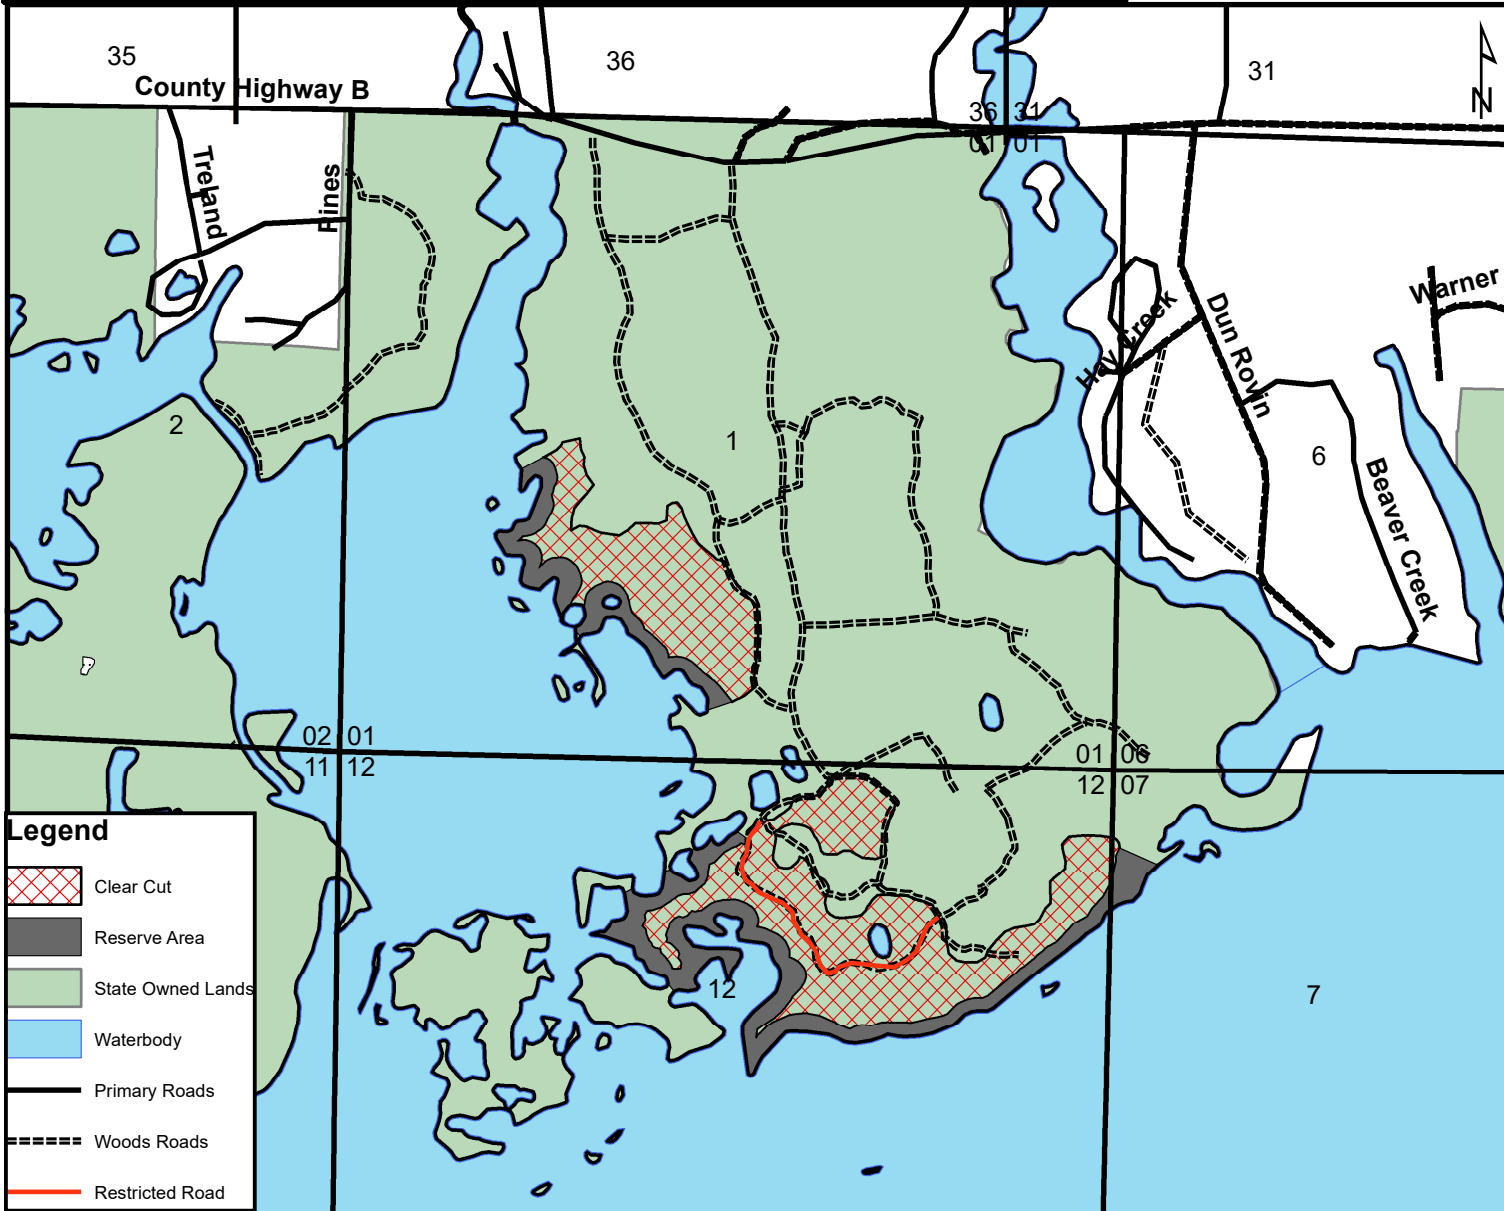 35
36
31
County Highway B
N
36 31
01 01
Treland
Pines
Warner
Hay Creek
Dun Rovin
2
1
6
Beaver Creek
02 01
11 12
01 06
12 07
Legend
Clear Cut
Reserve Area
State Owned Lands
Waterbody
Primary Roads
Woods Roads
Restricted Road
12
7